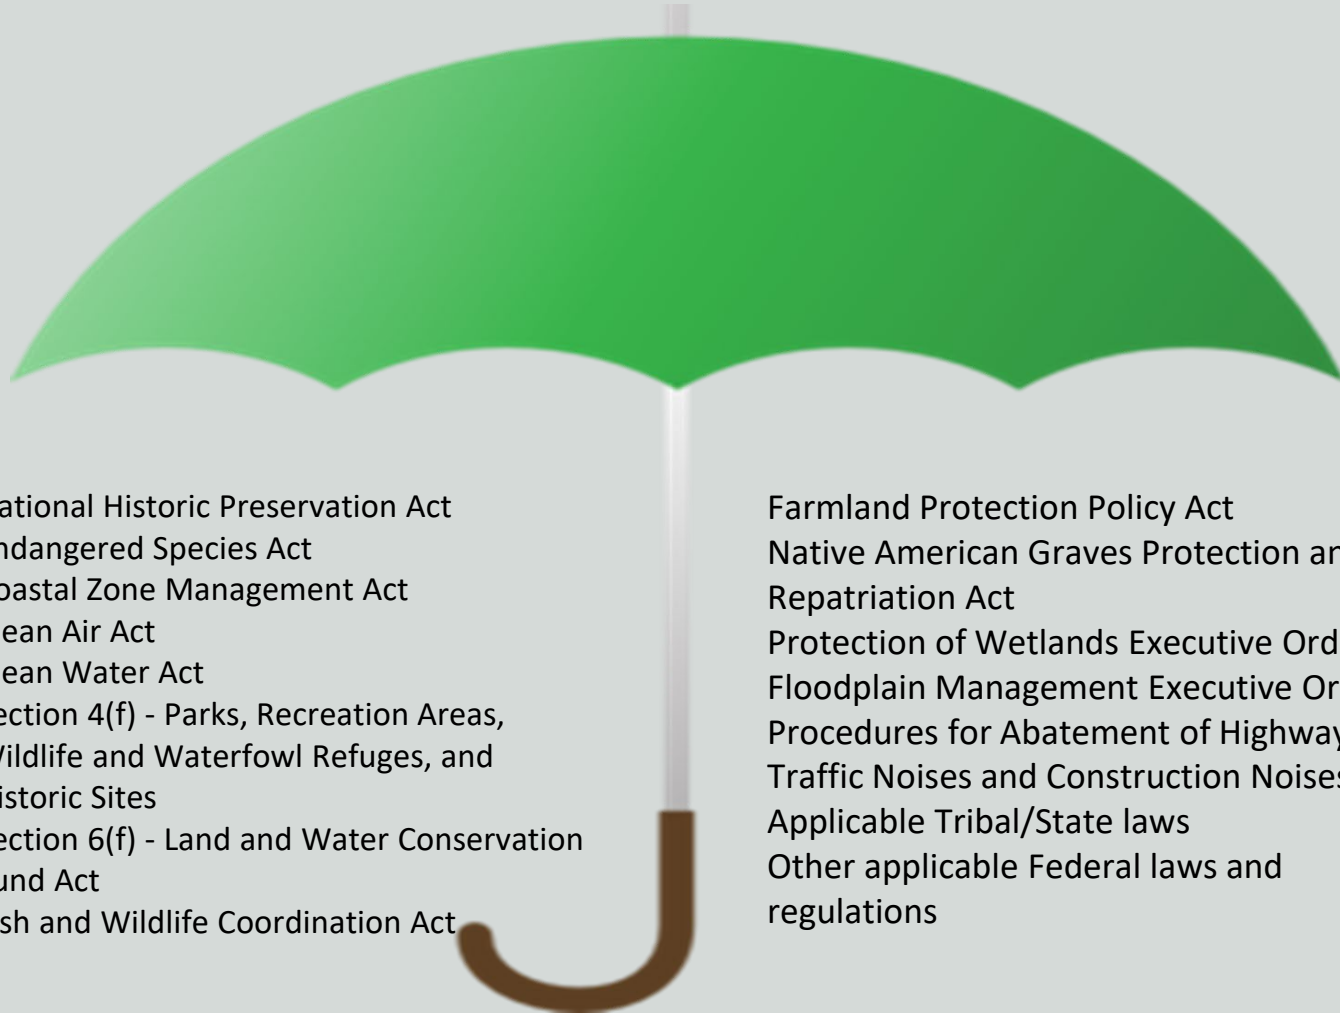 ational Historic Preservation Act
ndangered Species Act
oastal Zone Management Act
ean Air Act
ean Water Act
ection 4(f) - Parks, Recreation Areas,
Wildlife and Waterfowl Refuges, and
istoric Sites
ection 6(f) - Land and Water Conservation
und Act
sh and Wildlife Coordination Act
Farmland Protection Policy Act
Native American Graves Protection an
Repatriation Act
Protection of Wetlands Executive Ord
Floodplain Management Executive Or
Procedures for Abatement of Highway
Traffic Noises and Construction Noises
Applicable Tribal/State laws
Other applicable Federal laws and
regulations